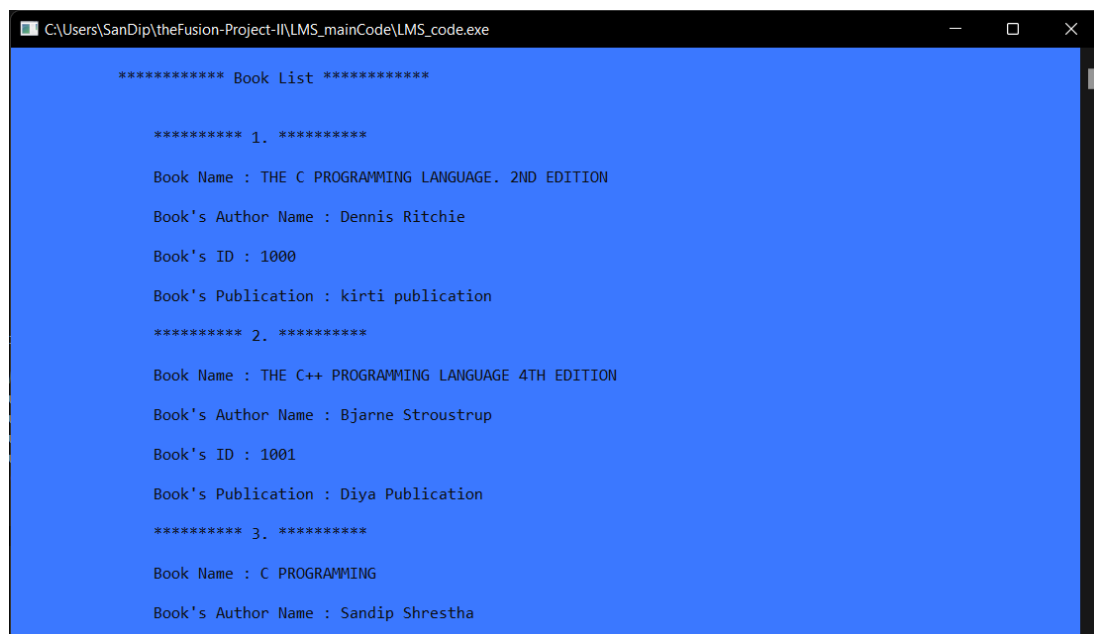 C:\Users\SanDip\theFusion-Project-II\LMS_mainCode\LMS_code.exe
************ Book List ************
********** 1. **********
Book Name : THE C PROGRAMMING LANGUAGE. 2ND EDITION
Book's Author Name : Dennis Ritchie
Book's ID : 1000
Book's Publication : kirti publication
********** 2. **********
Book Name : THE C++ PROGRAMMING LANGUAGE 4TH EDITION
Book's Author Name : Bjarne Stroustrup
Book's ID : 1001
Book's Publication : Diya Publication
********** 3. **********
Book Name : C PROGRAMMING
Book's Author Name : Sandip Shrestha